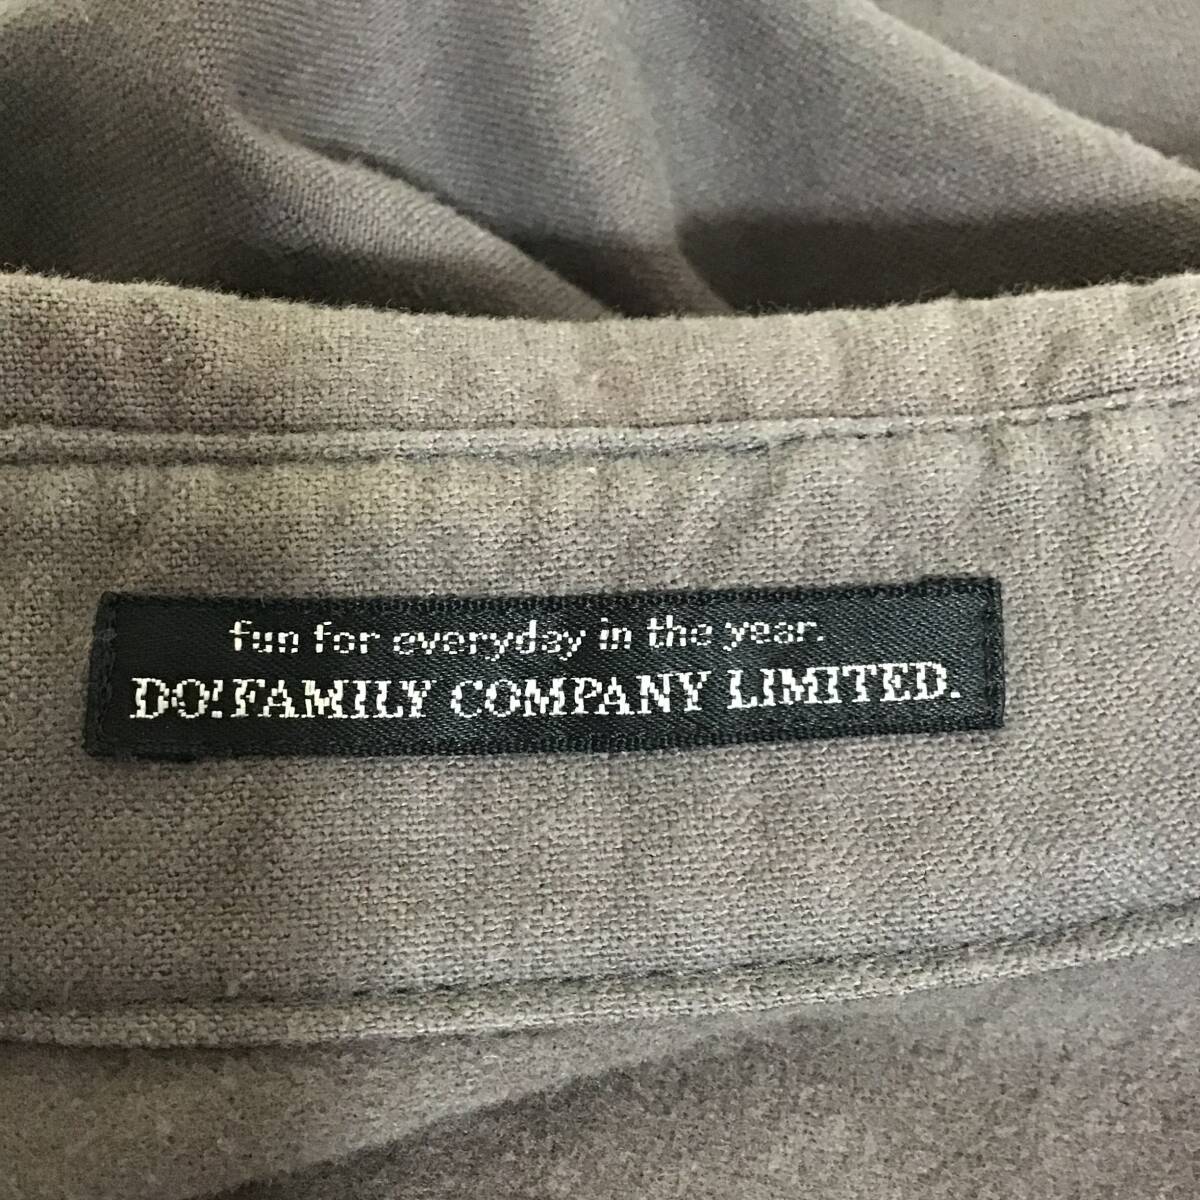 fun for everyday in the year.
DO!FAMILY COMPANY LIMITED.